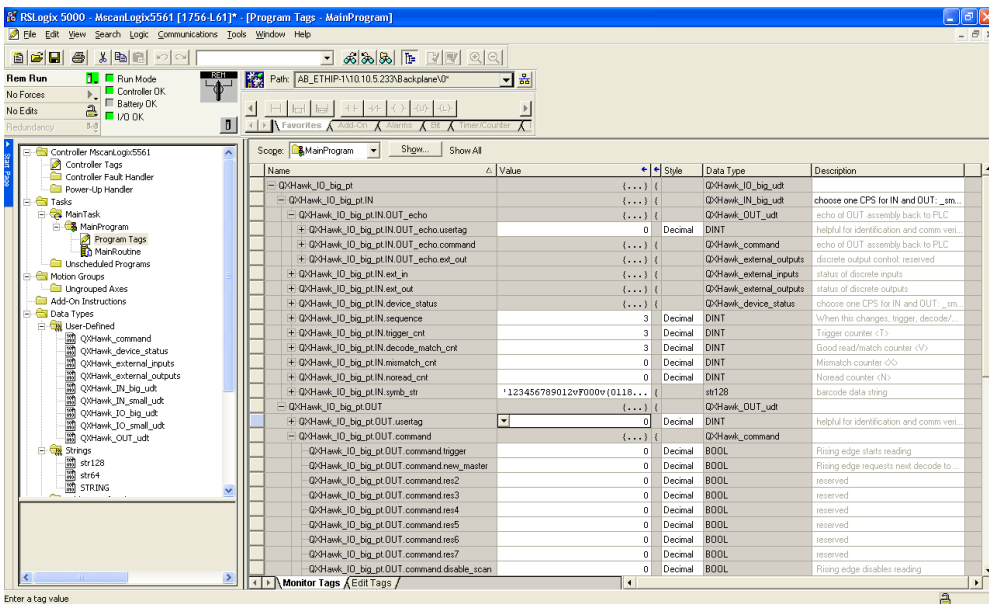 RSLogix 5000 - MscanLogix5561 [1756-L61]* - [Program Tags - MainProgram]
File Edit View Search Logic Communications Tools Window Help
Rem Run
Run Mode
REM
Path: AB_ETHIP-1\10.10.5.233\Backplane\0*
No Forces
Controller OK
Battery OK
No Edits
I/O OK
Redundancy
Favorites Add-On Alarms Bit Timer/Counter
Start Page
Controller MscanLogix5561
Controller Tags
Controller Fault Handler
Power-Up Handler
Tasks
MainTask
MainProgram
Program Tags
MainRoutine
Unscheduled Programs
Motion Groups
Ungrouped Axes
Add-On Instructions
Data Types
User-Defined
QXHawk_command
QXHawk_device_status
QXHawk_external_inputs
QXHawk_external_outputs
QXHawk_IN_big_udt
QXHawk_IN_small_udt
QXHawk_IO_big_udt
QXHawk_IO_small_udt
QXHawk_OUT_udt
Strings
str128
str64
STRING
Scope: MainProgram Show... Show All
Name Value Style Data Type Description
QXHawk_IO_big_pt {...} { QXHawk_IO_big_udt
QXHawk_IO_big_pt.IN {...} { QXHawk_IN_big_udt choose one CPS for IN and OUT: _sm...
QXHawk_IO_big_pt.IN.OUT_echo {...} { QXHawk_OUT_udt echo of OUT assembly back to PLC
QXHawk_IO_big_pt.IN.OUT_echo.usertag 0 Decimal DINT helpful for identification and comm veri...
QXHawk_IO_big_pt.IN.OUT_echo.command {...} { QXHawk_command echo of OUT assembly back to PLC
QXHawk_IO_big_pt.IN.OUT_echo.ext_out {...} { QXHawk_external_outputs discrete output control: reserved
QXHawk_IO_big_pt.IN.ext_in {...} { QXHawk_external_inputs status of discrete inputs
QXHawk_IO_big_pt.IN.ext_out {...} { QXHawk_external_outputs status of discrete outputs
QXHawk_IO_big_pt.IN.device_status {...} { QXHawk_device_status choose one CPS for IN and OUT: _sm...
QXHawk_IO_big_pt.IN.sequence 3 Decimal DINT When this changes, trigger, decode/...
QXHawk_IO_big_pt.IN.trigger_cnt 3 Decimal DINT Trigger counter <T>
QXHawk_IO_big_pt.IN.decode_match_cnt 3 Decimal DINT Good read/match counter <V>
QXHawk_IO_big_pt.IN.mismatch_cnt 0 Decimal DINT Mismatch counter <X>
QXHawk_IO_big_pt.IN.noread_cnt 0 Decimal DINT Noread counter <N>
QXHawk_IO_big_pt.IN.symb_str '123456789012vF000v(0118... { str128 barcode data string
QXHawk_IO_big_pt.OUT {...} { QXHawk_OUT_udt
QXHawk_IO_big_pt.OUT.usertag 0 Decimal DINT helpful for identification and comm veri...
QXHawk_IO_big_pt.OUT.command {...} { QXHawk_command
QXHawk_IO_big_pt.OUT.command.trigger 0 Decimal BOOL Rising edge starts reading
QXHawk_IO_big_pt.OUT.command.new_master 0 Decimal BOOL Rising edge requests next decode to ...
QXHawk_IO_big_pt.OUT.command.res2 0 Decimal BOOL reserved
QXHawk_IO_big_pt.OUT.command.res3 0 Decimal BOOL reserved
QXHawk_IO_big_pt.OUT.command.res4 0 Decimal BOOL reserved
QXHawk_IO_big_pt.OUT.command.res5 0 Decimal BOOL reserved
QXHawk_IO_big_pt.OUT.command.res6 0 Decimal BOOL reserved
QXHawk_IO_big_pt.OUT.command.res7 0 Decimal BOOL reserved
QXHawk_IO_big_pt.OUT.command.disable_scan 0 Decimal BOOL Rising edge disables reading
Monitor Tags Edit Tags
Enter a tag value